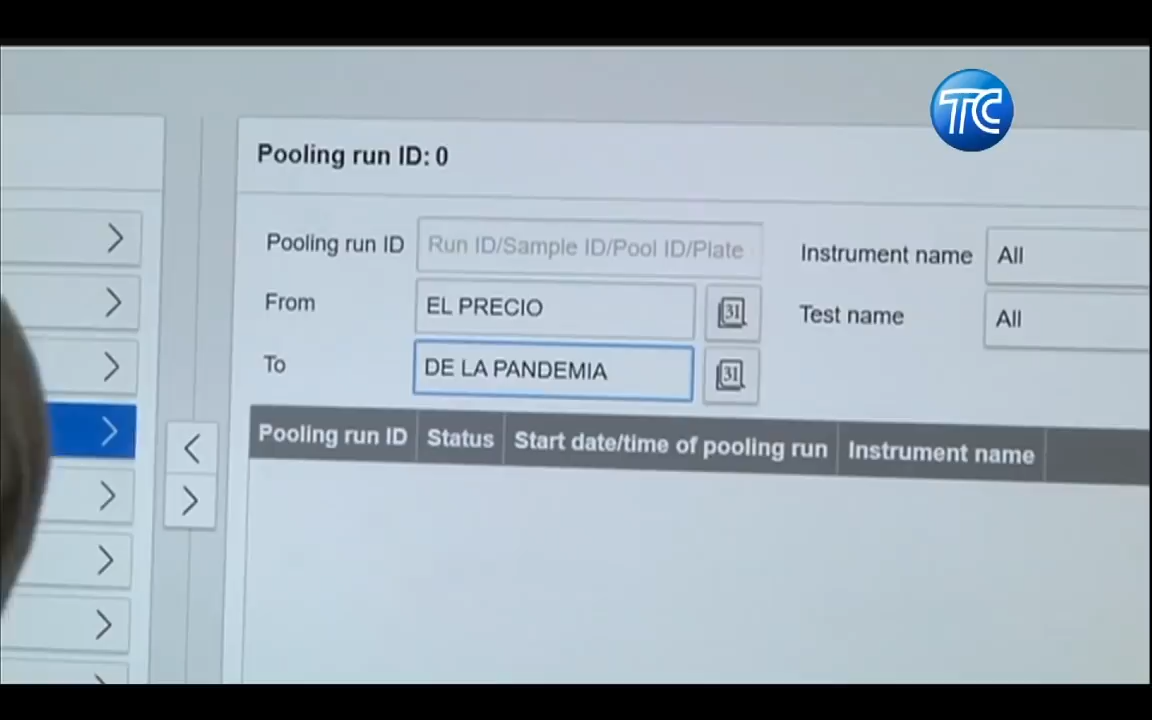 TC
Pooling run ID: 0
Pooling run ID Run ID/Sample ID/Pool ID/Plate Instrument name All
From EL PRECIO 31 Test name All
To DE LA PANDEMIA 31
Pooling run ID Status Start date/time of pooling run Instrument name